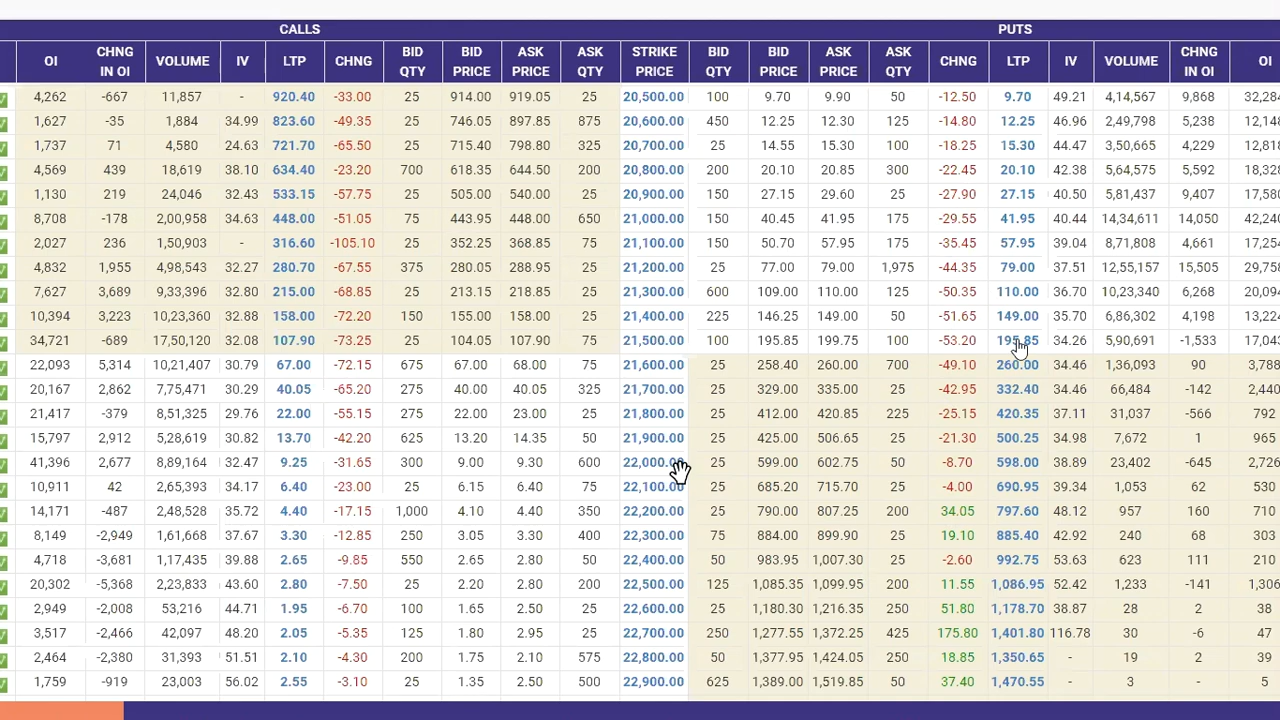 CALLS PUTS
OI CHNG IN OI VOLUME IV LTP CHNG BID QTY BID PRICE ASK PRICE ASK QTY STRIKE PRICE BID QTY BID PRICE ASK PRICE ASK QTY CHNG LTP IV VOLUME CHNG IN OI OI
4,262 -667 11,857 - 920.40 -33.00 25 914.00 919.05 25 20,500.00 100 9.70 9.90 50 -12.50 9.70 49.21 4,14,567 9,868
1,627 -35 1,884 34.99 823.60 -49.35 25 746.05 897.85 875 20,600.00 450 12.25 12.30 125 -14.80 12.25 46.96 2,49,798 5,238
1,737 71 4,580 24.63 721.70 -65.50 25 715.40 798.80 325 20,700.00 25 14.55 15.30 100 -18.25 15.30 44.47 3,50,665 4,229
4,569 439 18,619 38.10 634.40 -23.20 700 618.35 644.50 200 20,800.00 200 20.10 20.85 300 -22.45 20.10 42.38 5,64,575 5,592
1,130 219 24,046 32.43 533.15 -57.75 25 505.00 540.00 25 20,900.00 150 27.15 29.60 25 -27.90 27.15 40.50 5,81,437 9,407
8,708 -178 2,00,958 34.63 448.00 -51.05 75 443.95 448.00 650 21,000.00 150 40.45 41.95 175 -29.55 41.95 40.44 14,34,611 14,050
2,027 236 1,50,903 - 316.60 -105.10 25 352.25 368.85 75 21,100.00 150 50.70 57.95 175 -35.45 57.95 39.04 8,71,808 4,661
4,832 1,955 4,98,543 32.27 280.70 -67.55 375 280.05 288.95 25 21,200.00 25 77.00 79.00 1,975 -44.35 79.00 37.51 12,55,157 15,505
7,627 3,689 9,33,396 32.80 215.00 -68.85 25 213.15 218.85 25 21,300.00 600 109.00 110.00 125 -50.35 110.00 36.70 10,23,340 6,268
10,394 3,223 10,23,360 32.88 158.00 -72.20 150 155.00 158.00 25 21,400.00 225 146.25 149.00 50 -51.65 149.00 35.70 6,86,302 4,198
34,721 -689 17,50,120 32.08 107.90 -73.25 25 104.05 107.90 75 21,500.00 100 195.85 199.75 100 -53.20 195.85 34.26 5,90,691 -1,533
22,093 5,314 10,21,407 30.79 67.00 -72.15 675 67.00 68.00 75 21,600.00 25 258.40 260.00 700 -49.10 260.00 34.46 1,36,093 90 3,788
20,167 2,862 7,75,471 30.29 40.05 -65.20 175 40.00 40.05 325 21,700.00 25 329.00 335.00 25 -42.95 332.40 34.46 66,484 -142 2,440
21,417 -379 8,51,325 29.76 22.00 -55.15 275 22.00 23.00 25 21,800.00 25 412.00 420.85 225 -25.15 420.35 37.11 31,037 -566 792
15,797 2,912 5,28,619 30.82 13.70 -42.20 625 13.20 14.35 50 21,900.00 25 425.00 506.65 25 -21.30 500.25 34.98 7,672 1 965
41,396 2,677 8,89,164 32.47 9.25 -31.65 300 9.00 9.30 600 22,000.00 25 599.00 602.75 50 -8.70 598.00 38.89 23,402 -645 2,726
10,911 42 2,65,393 34.17 6.40 -23.00 25 6.15 6.40 75 22,100.00 25 685.20 715.70 25 -4.00 690.95 39.34 1,053 62 530
14,171 -487 2,48,528 35.72 4.40 -17.15 1,000 4.10 4.40 350 22,200.00 25 790.00 807.25 200 34.05 797.60 48.12 957 160 710
8,149 -2,949 1,61,668 37.67 3.30 -12.85 250 3.05 3.30 400 22,300.00 75 884.00 899.90 25 19.10 885.40 42.92 240 68 303
4,718 -3,681 1,17,435 39.88 2.65 -9.85 550 2.65 2.80 50 22,400.00 50 983.95 1,007.30 25 -2.60 992.75 53.63 623 111 210
20,302 -5,368 2,23,833 43.60 2.80 -7.50 25 2.20 2.80 200 22,500.00 125 1,085.35 1,099.95 200 11.55 1,086.95 52.42 1,233 -141 1,306
2,949 -2,008 53,216 44.71 1.95 -6.70 100 1.65 2.50 25 22,600.00 25 1,180.30 1,216.35 250 51.80 1,178.70 38.87 28 2 38
3,517 -2,466 42,097 48.20 2.05 -5.35 125 1.80 2.95 25 22,700.00 250 1,277.55 1,372.25 425 175.80 1,401.80 116.78 30 -6 47
2,464 -2,380 31,393 51.51 2.10 -4.30 200 1.75 2.10 575 22,800.00 50 1,377.95 1,424.05 250 18.85 1,350.65 - 19 2 39
1,759 -919 23,003 56.02 2.55 -3.10 25 1.35 2.50 500 22,900.00 625 1,389.00 1,519.85 50 37.40 1,470.55 - 3 - 5